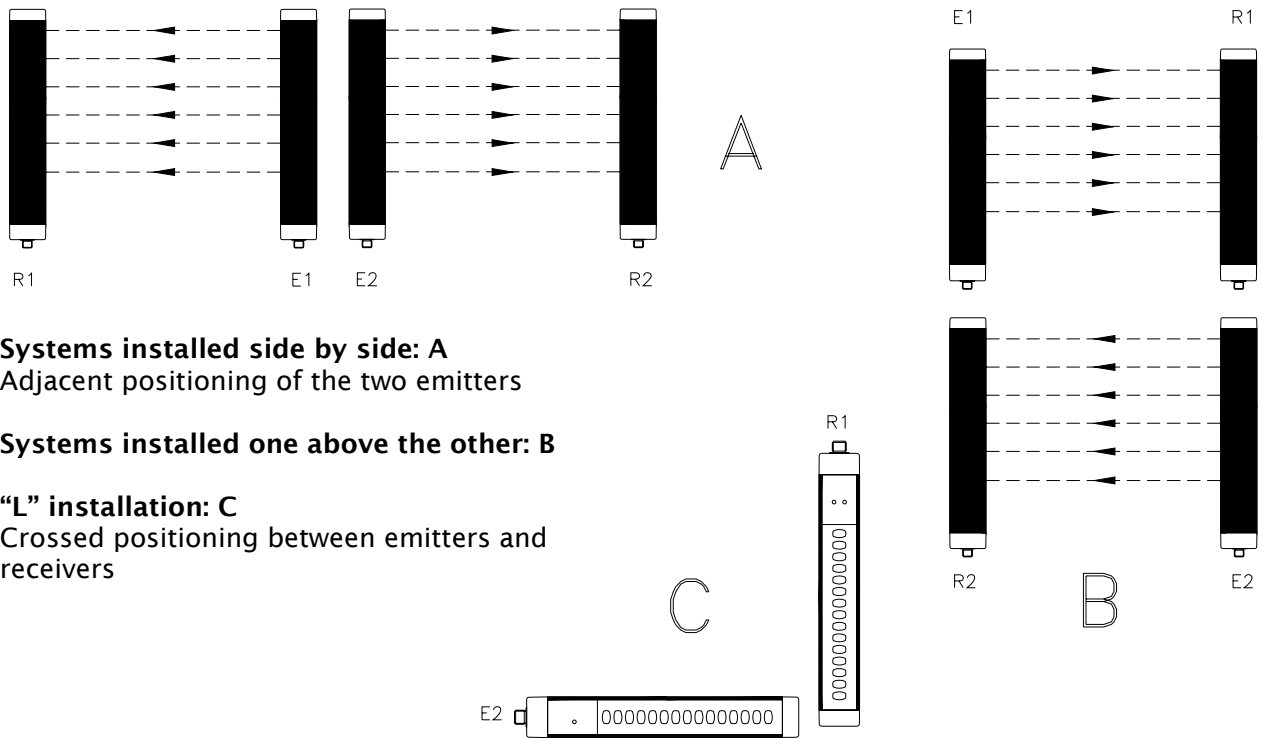 E1 R1
A
R1 E1 E2 R2
Systems installed side by side: A
Adjacent positioning of the two emitters
Systems installed one above the other: B
“L” installation: C
Crossed positioning between emitters and
receivers
R1
R2 B E2
C
E2